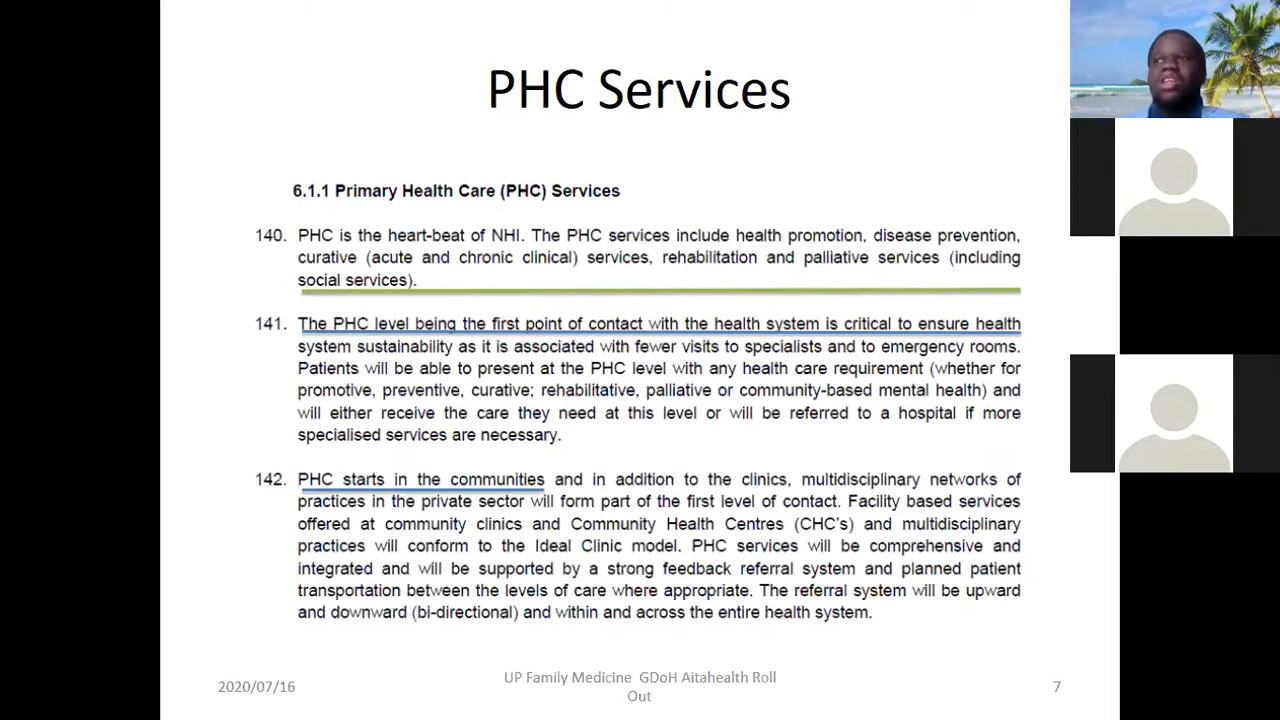 PHC Services
6.1.1 Primary Health Care (PHC) Services
140. PHC is the heart-beat of NHI. The PHC services include health promotion, disease prevention,
curative (acute and chronic clinical) services, rehabilitation and palliative services (including
social services).
141. The PHC level being the first point of contact with the health system is critical to ensure health
system sustainability as it is associated with fewer visits to specialists and to emergency rooms.
Patients will be able to present at the PHC level with any health care requirement (whether for
promotive, preventive, curative; rehabilitative, palliative or community-based mental health) and
will either receive the care they need at this level or will be referred to a hospital if more
specialised services are necessary.
142. PHC starts in the communities and in addition to the clinics, multidisciplinary networks of
practices in the private sector will form part of the first level of contact. Facility based services
offered at community clinics and Community Health Centres (CHC's) and multidisciplinary
practices will conform to the Ideal Clinic model. PHC services will be comprehensive and
integrated and will be supported by a strong feedback referral system and planned patient
transportation between the levels of care where appropriate. The referral system will be upward
and downward (bi-directional) and within and across the entire health system.
2020/07/16
UP Family Medicine GDoH Aitahealth Roll
Out
7